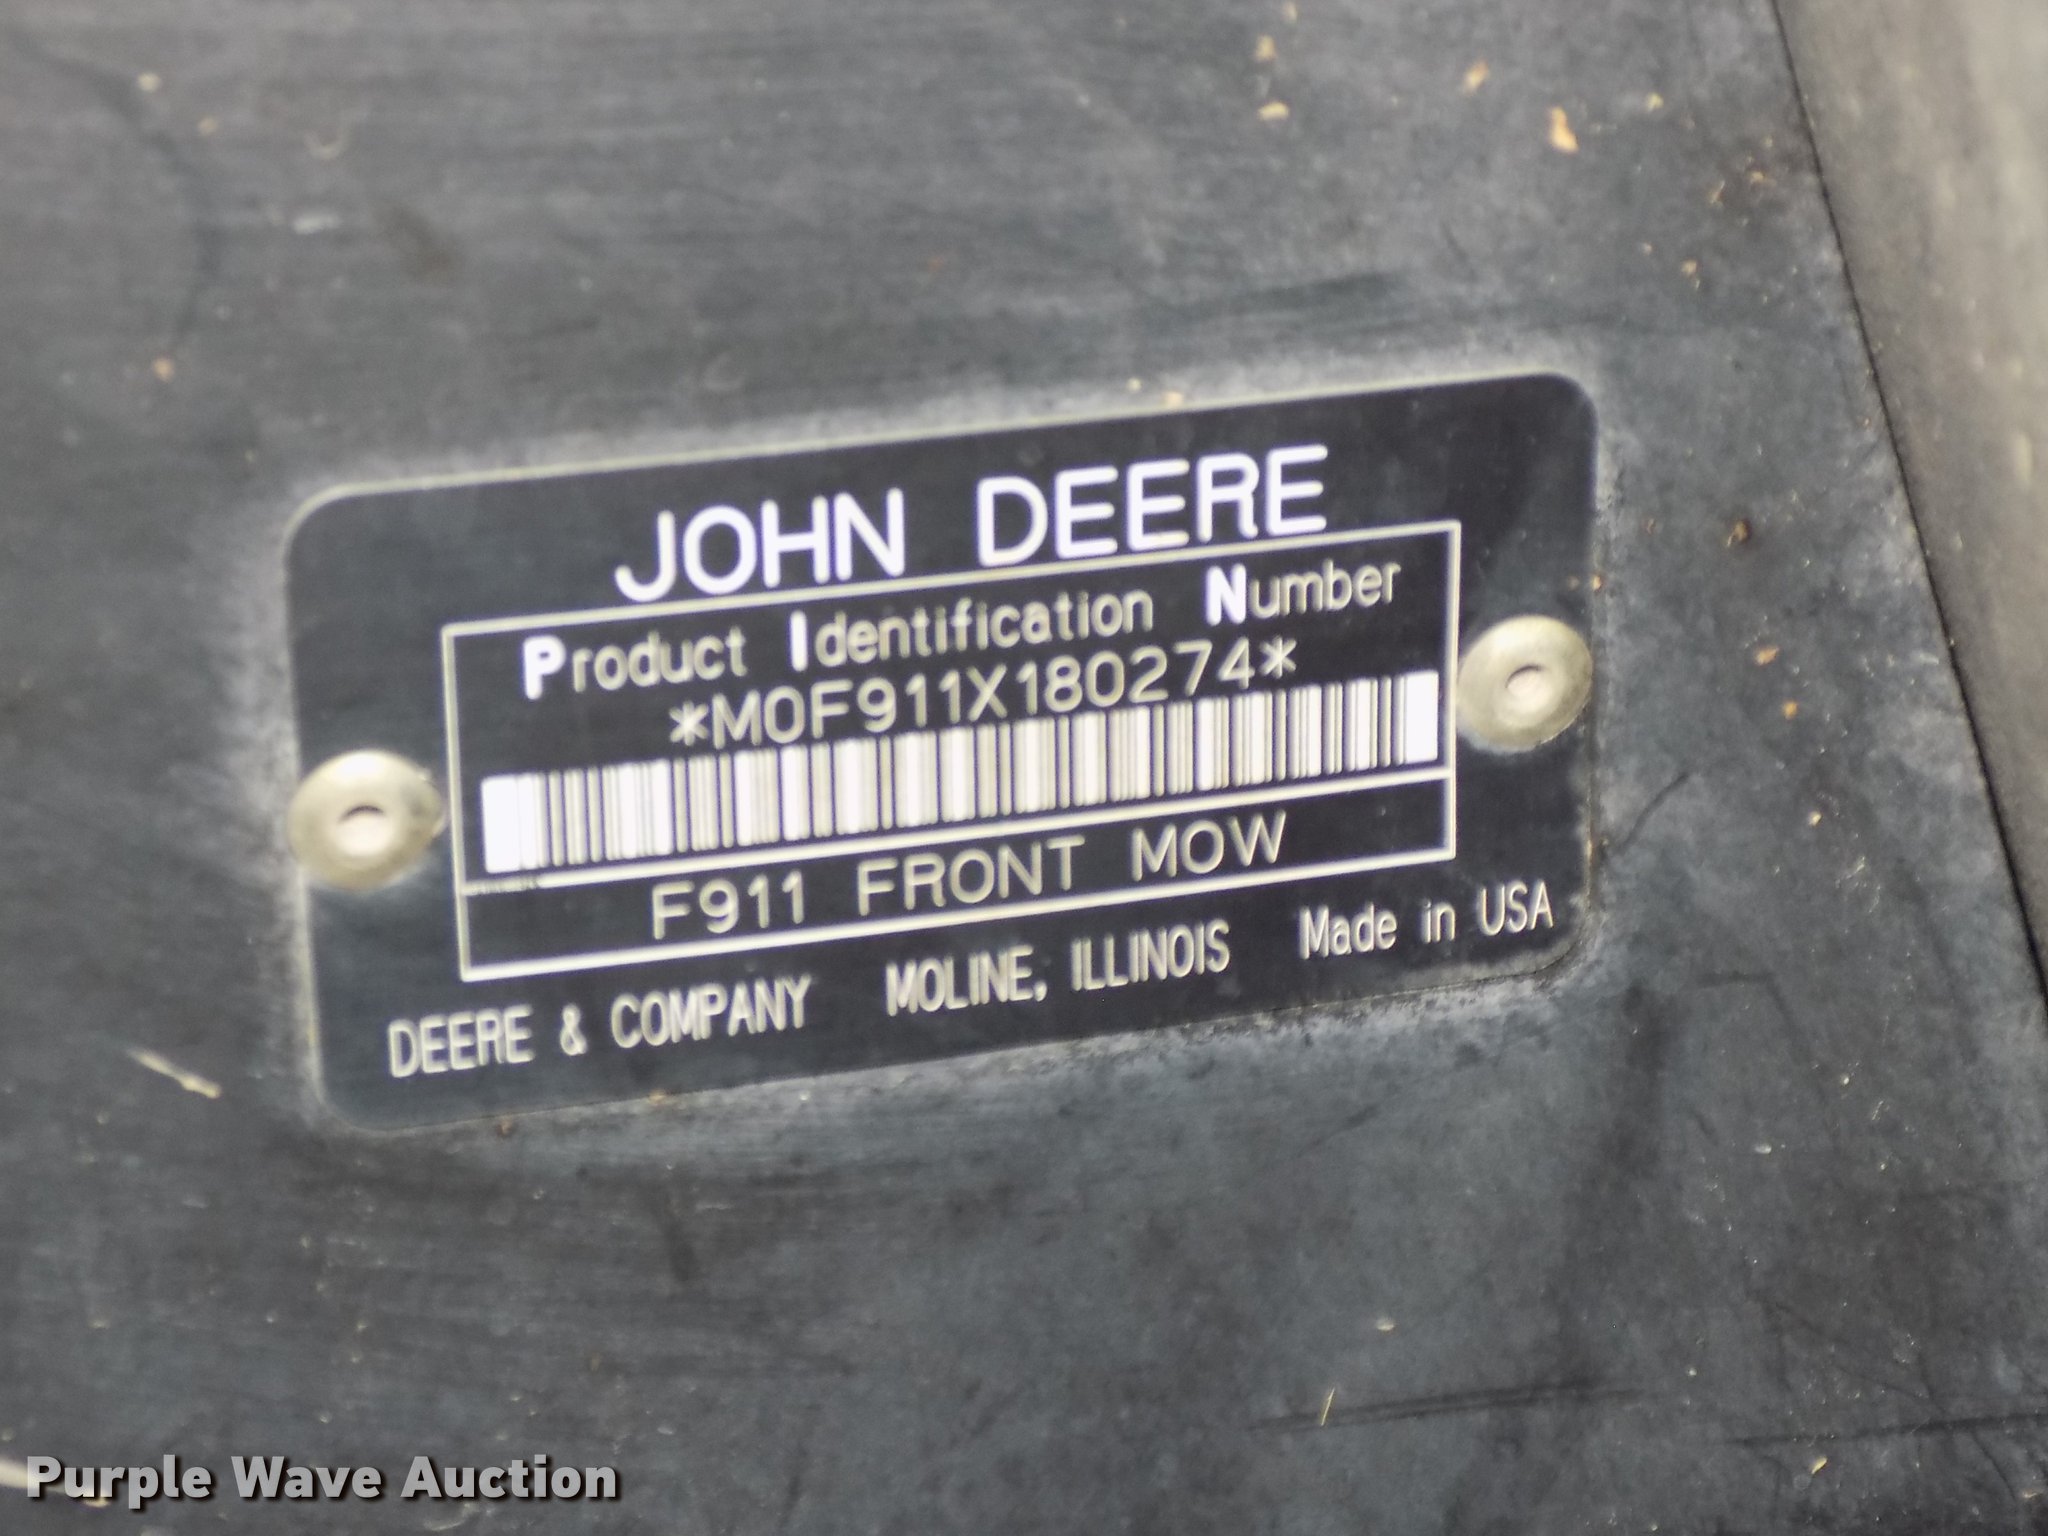 JOHN DEERE
Product Identification Number
*M0F911X180274*
F911 FRONT MOW
DEERE & COMPANY MOLINE, ILLINOIS Made in USA
Purple Wave Auction